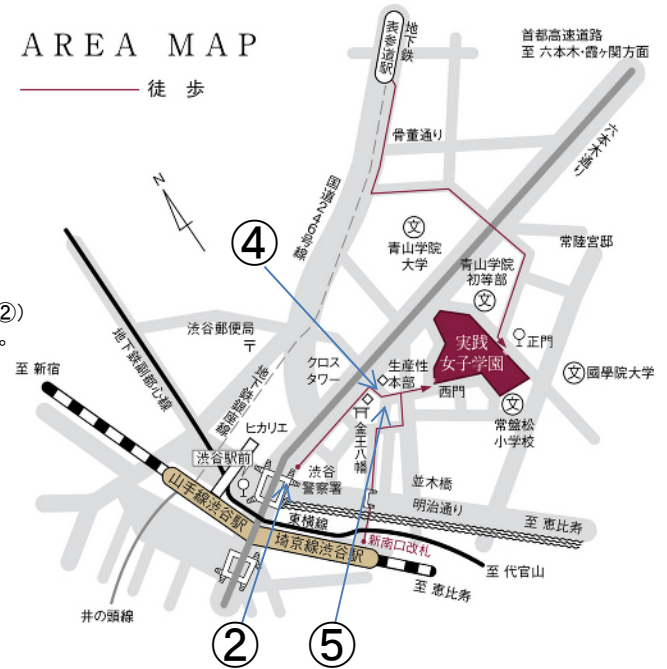 AREA MAP
徒歩
N
地下鉄
表参道駅
首都高速道路
至 六本木・霞ヶ関方面
六本木通り
骨董通り
国道246号線
④
文
青山学院
大学
常陸宮邸
青山学院
初等部
文
②）
。
渋谷郵便局
〒
地下鉄副都心線
地下鉄銀座線
クロス
タワー
生産性
本部
実践
女子学園
正門
西門
文 國學院大学
文
常盤松
小学校
至 新宿
ヒカリエ
渋谷駅前
金王八幡
渋谷
警察署
並木橋
明治通り
至 恵比寿
山手線渋谷駅
東横線
埼京線渋谷駅
新南口改札
至 代官山
至 恵比寿
井の頭線
②
⑤